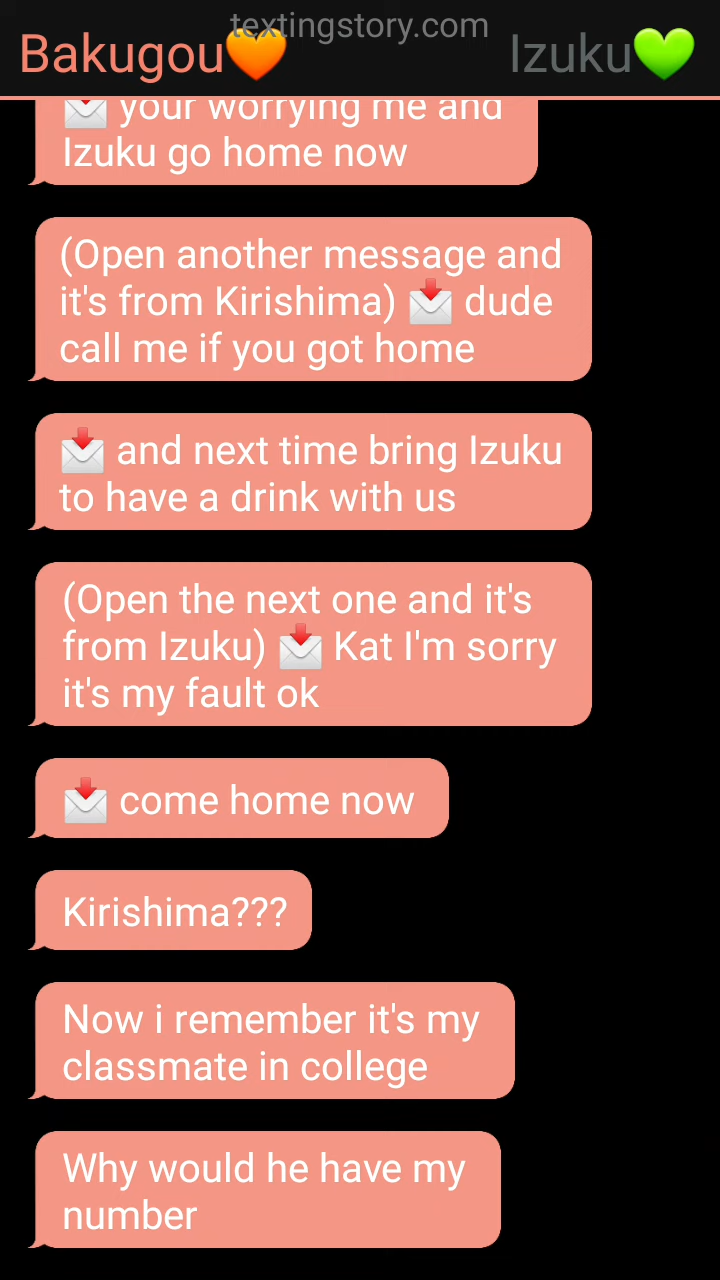 textingstory.com
Bakugou🧡 Izuku💚
📩 your worrying me and
Izuku go home now
(Open another message and
it's from Kirishima) 📩 dude
call me if you got home
📩 and next time bring Izuku
to have a drink with us
(Open the next one and it's
from Izuku) 📩 Kat I'm sorry
it's my fault ok
📩 come home now
Kirishima???
Now i remember it's my
classmate in college
Why would he have my
number